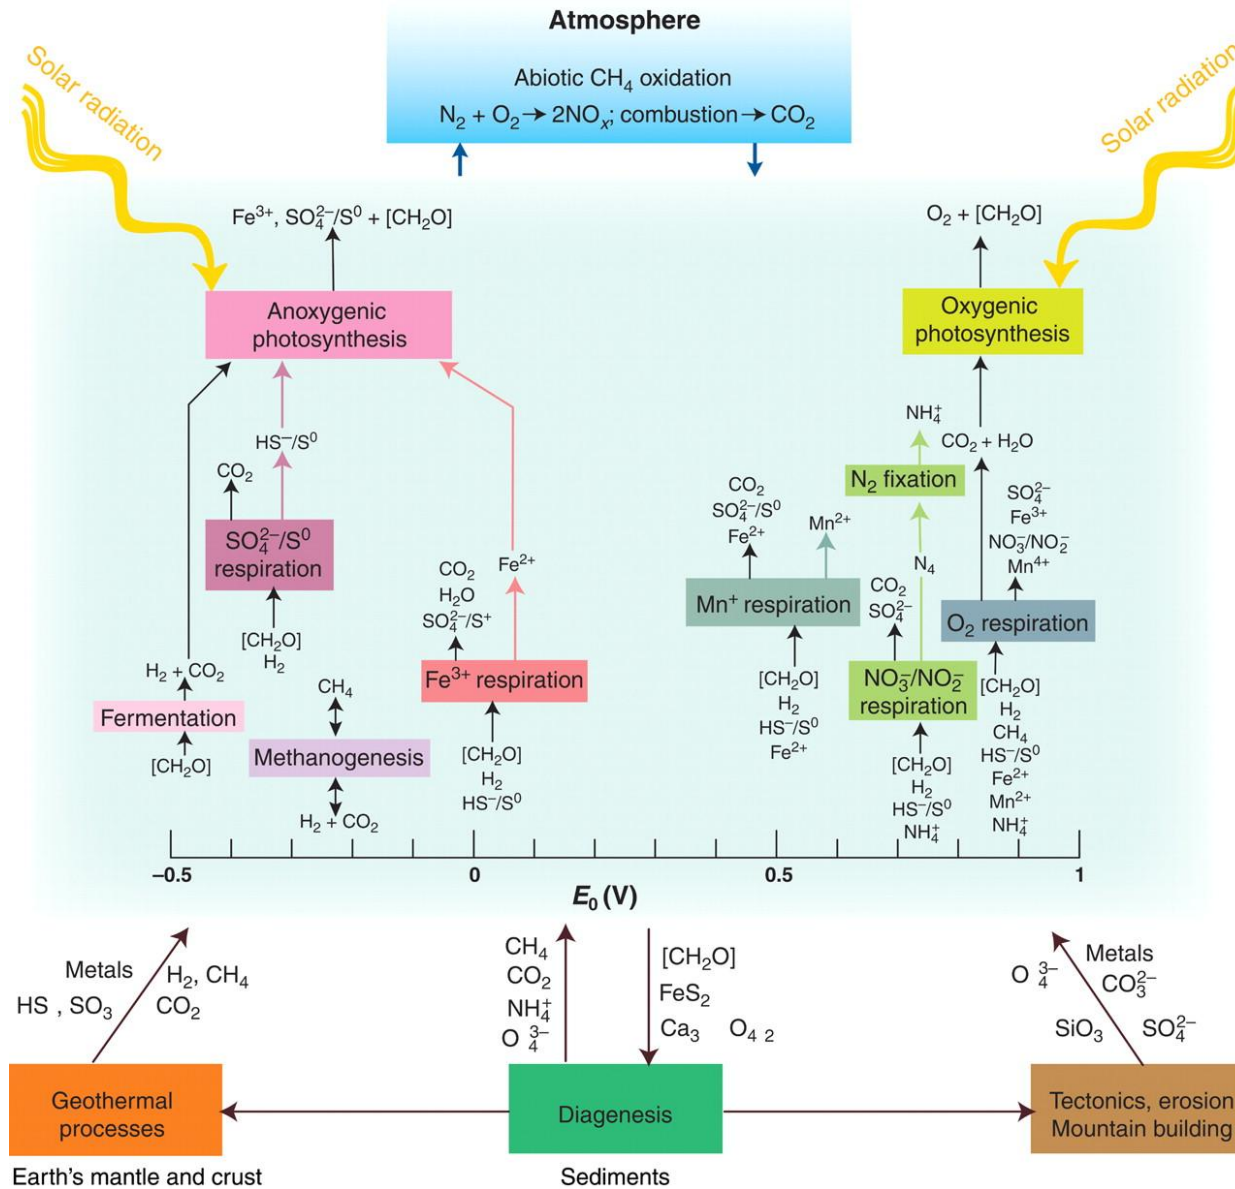 Atmosphere
Abiotic CH₄ oxidation
N₂ + O₂ → 2NOₓ; combustion → CO₂
Solar radiation
Solar radiation
Fe³⁺, SO₄²⁻/S⁰ + [CH₂O]
O₂ + [CH₂O]
Anoxygenic
photosynthesis
Oxygenic
photosynthesis
HS⁻/S⁰
CO₂
SO₄²⁻/S⁰
respiration
[CH₂O]
H₂
H₂ + CO₂
Fermentation
[CH₂O]
CH₄
Methanogenesis
H₂ + CO₂
Fe²⁺
CO₂
H₂O
SO₄²⁻/S⁺
Fe³⁺ respiration
[CH₂O]
H₂
HS⁻/S⁰
CO₂
SO₄²⁻/S⁰
Fe²⁺
Mn²⁺
Mn⁺ respiration
[CH₂O]
H₂
HS⁻/S⁰
Fe²⁺
NH₄⁺
N₂ fixation
N₄
CO₂
SO₄²⁻
NO₃⁻/NO₂⁻
respiration
[CH₂O]
H₂
HS⁻/S⁰
NH₄⁺
CO₂ + H₂O
SO₄²⁻
Fe³⁺
NO₃⁻/NO₂⁻
Mn⁴⁺
O₂ respiration
[CH₂O]
H₂
CH₄
HS⁻/S⁰
Fe²⁺
Mn²⁺
NH₄⁺
–0.5 0 0.5 1
E₀ (V)
Metals
H₂, CH₄
HS , SO₃
CO₂
CH₄
CO₂
NH₄⁺
O ₄³⁻
[CH₂O]
FeS₂
Ca₃ O₄ ₂
Metals
O ₄³⁻
CO₃²⁻
SiO₃
SO₄²⁻
Geothermal
processes
Diagenesis
Tectonics, erosion
Mountain building
Earth's mantle and crust
Sediments